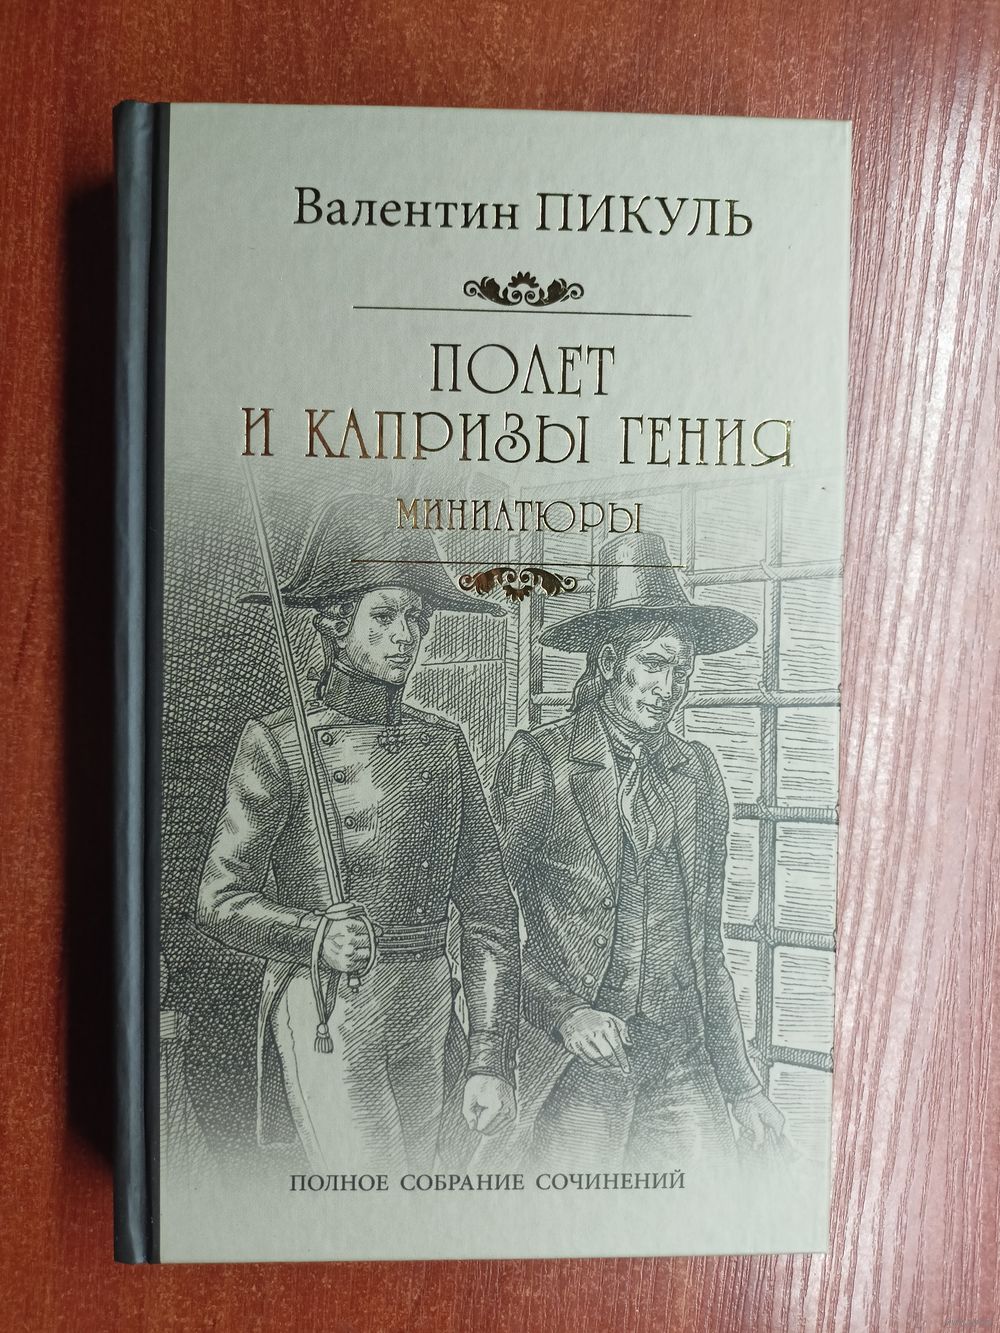 Валентин ПИКУЛЬ
ПОЛЕТ
И КАПРИЗЫ ГЕНИЯ
МИНИАТЮРЫ
ПОЛНОЕ СОБРАНИЕ СОЧИНЕНИЙ